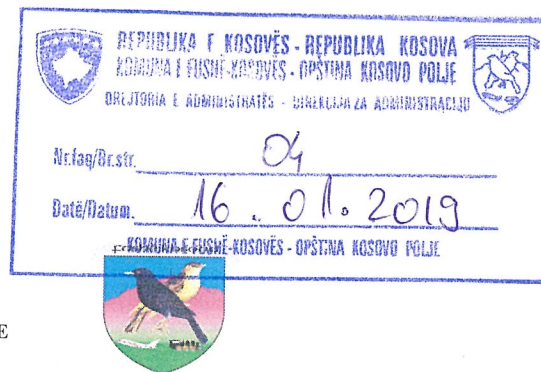 REPUBLIKA E KOSOVËS - REPUBLIKA KOSOVA
KOMUNA E FUSHË-KOSOVËS - OPŠTINA KOSOVO POLJE
DREJTORIA E ADMINISTRATËS - DIREKCIJA ZA ADMINISTRACIJU
Nr.faq/Br.str. 04
Datë/Datum. 16.01.2019
KOMUNA E FUSHË-KOSOVËS - OPŠTINA KOSOVO POLJE
E